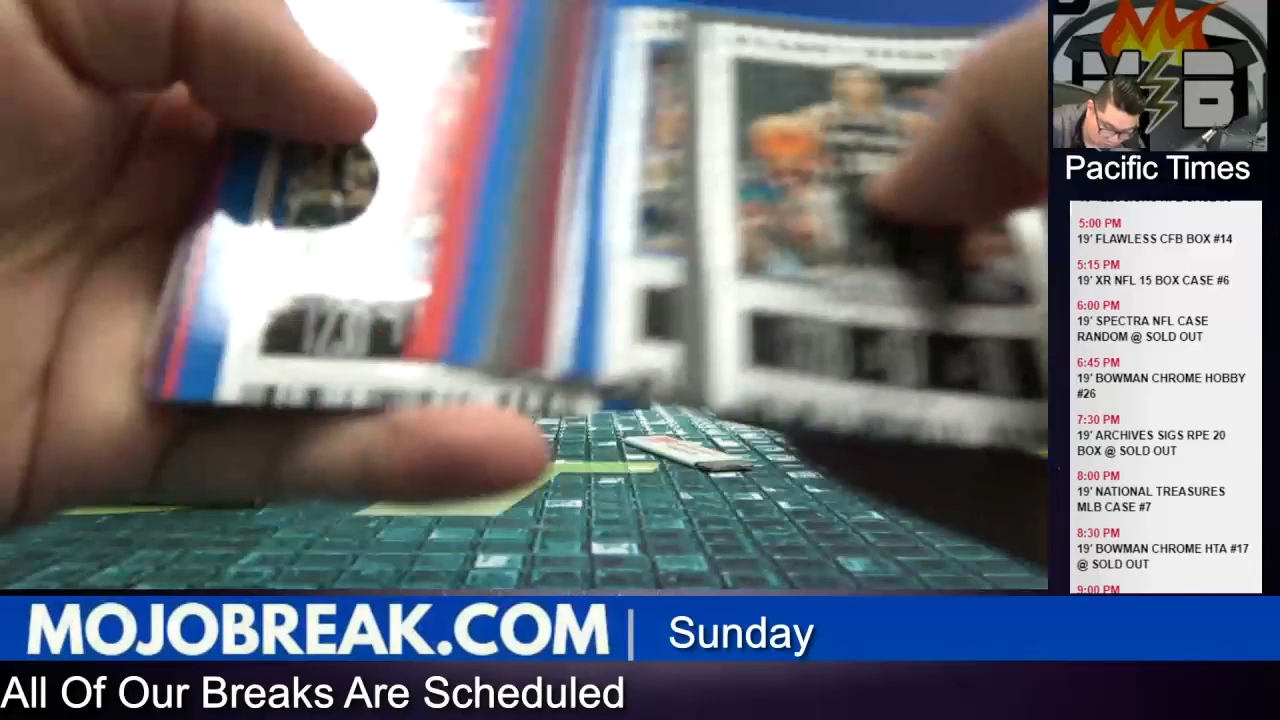 M B
Pacific Times
5:00 PM
19' FLAWLESS CFB BOX #14
5:15 PM
19' XR NFL 15 BOX CASE #6
6:00 PM
19' SPECTRA NFL CASE
RANDOM @ SOLD OUT
6:45 PM
19' BOWMAN CHROME HOBBY
#26
7:30 PM
19' ARCHIVES SIGS RPE 20
BOX @ SOLD OUT
8:00 PM
19' NATIONAL TREASURES
MLB CASE #7
8:30 PM
19' BOWMAN CHROME HTA #17
@ SOLD OUT
9:00 PM
MOJOBREAK.COM | Sunday
All Of Our Breaks Are Scheduled